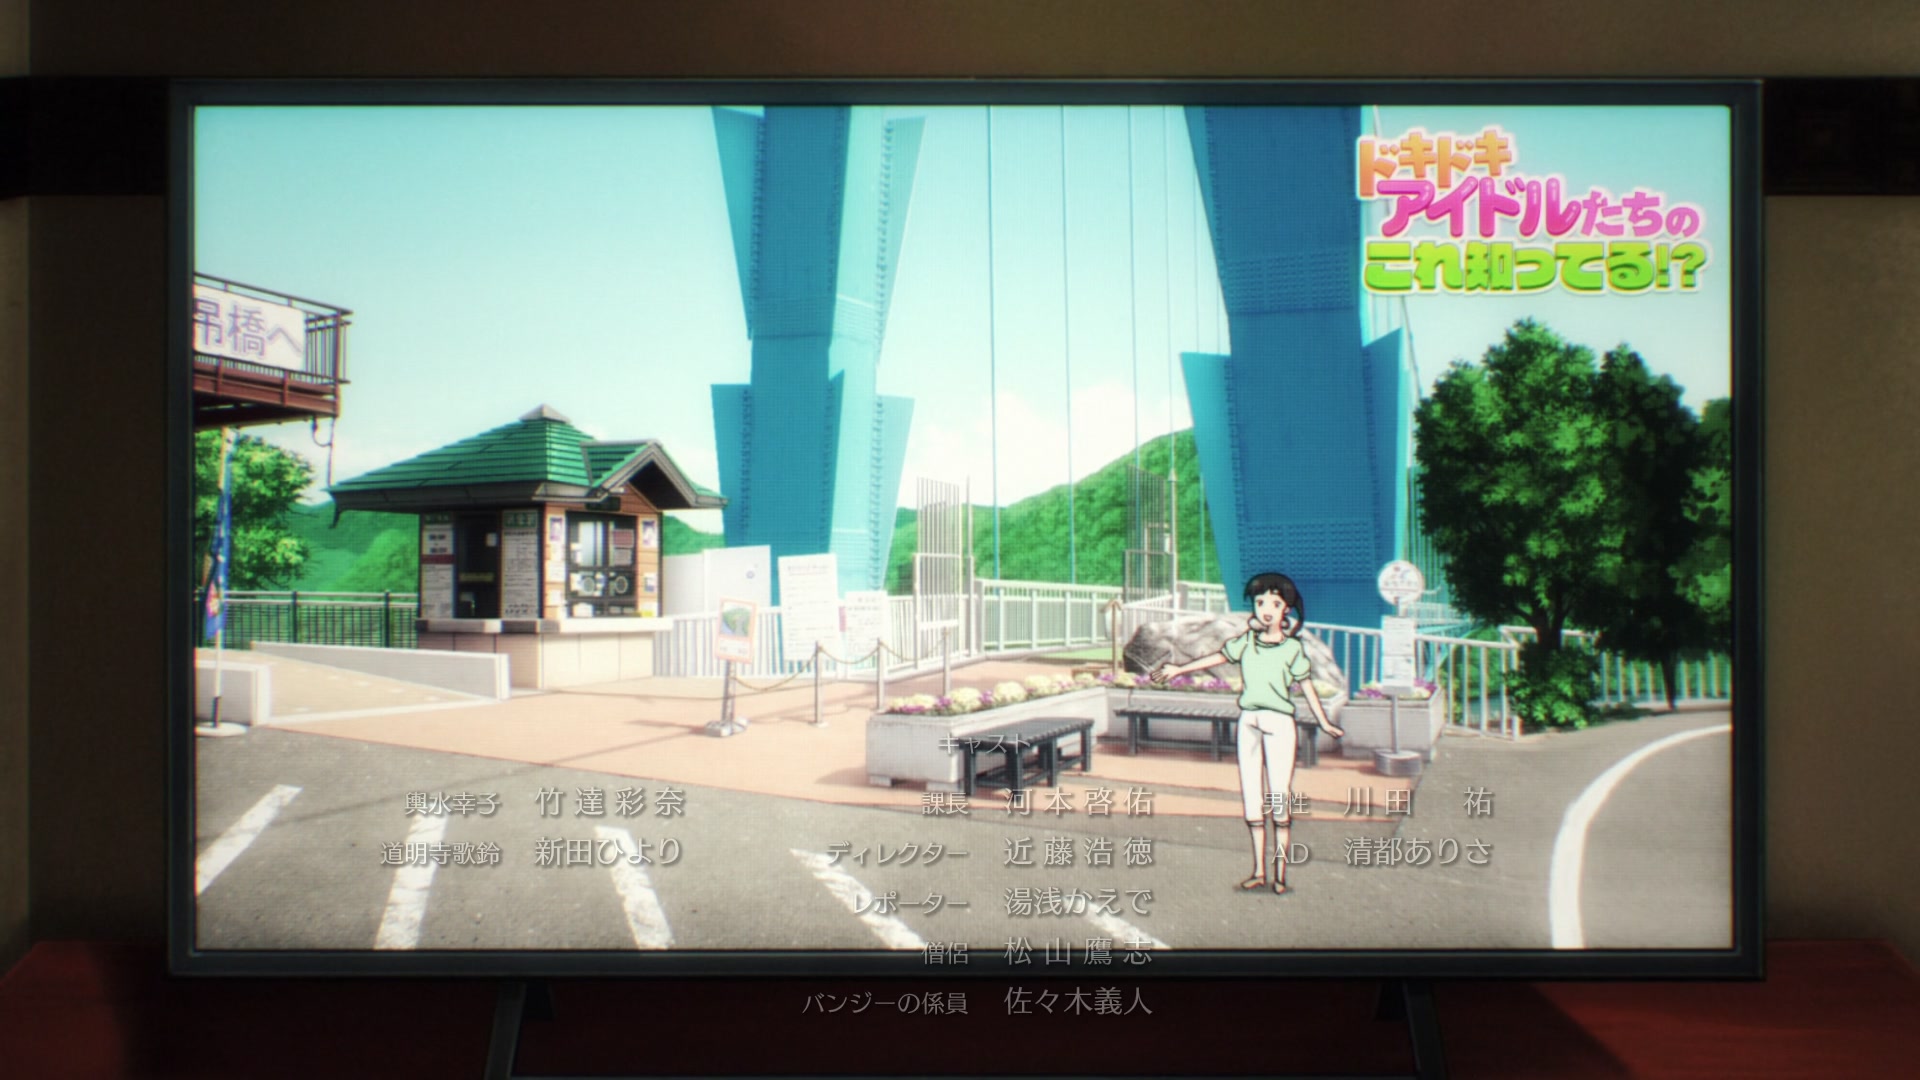 ドキドキ
アイドルたちの
これ知ってる!?
吊橋へ
キャスト
輿水幸子 竹達彩奈
道明寺歌鈴 新田ひより
課長 河本啓佑
ディレクター 近藤浩徳
レポーター 湯浅かえで
僧侶 松山鷹志
バンジーの係員 佐々木義人
男性 川田 祐
AD 清都ありさ